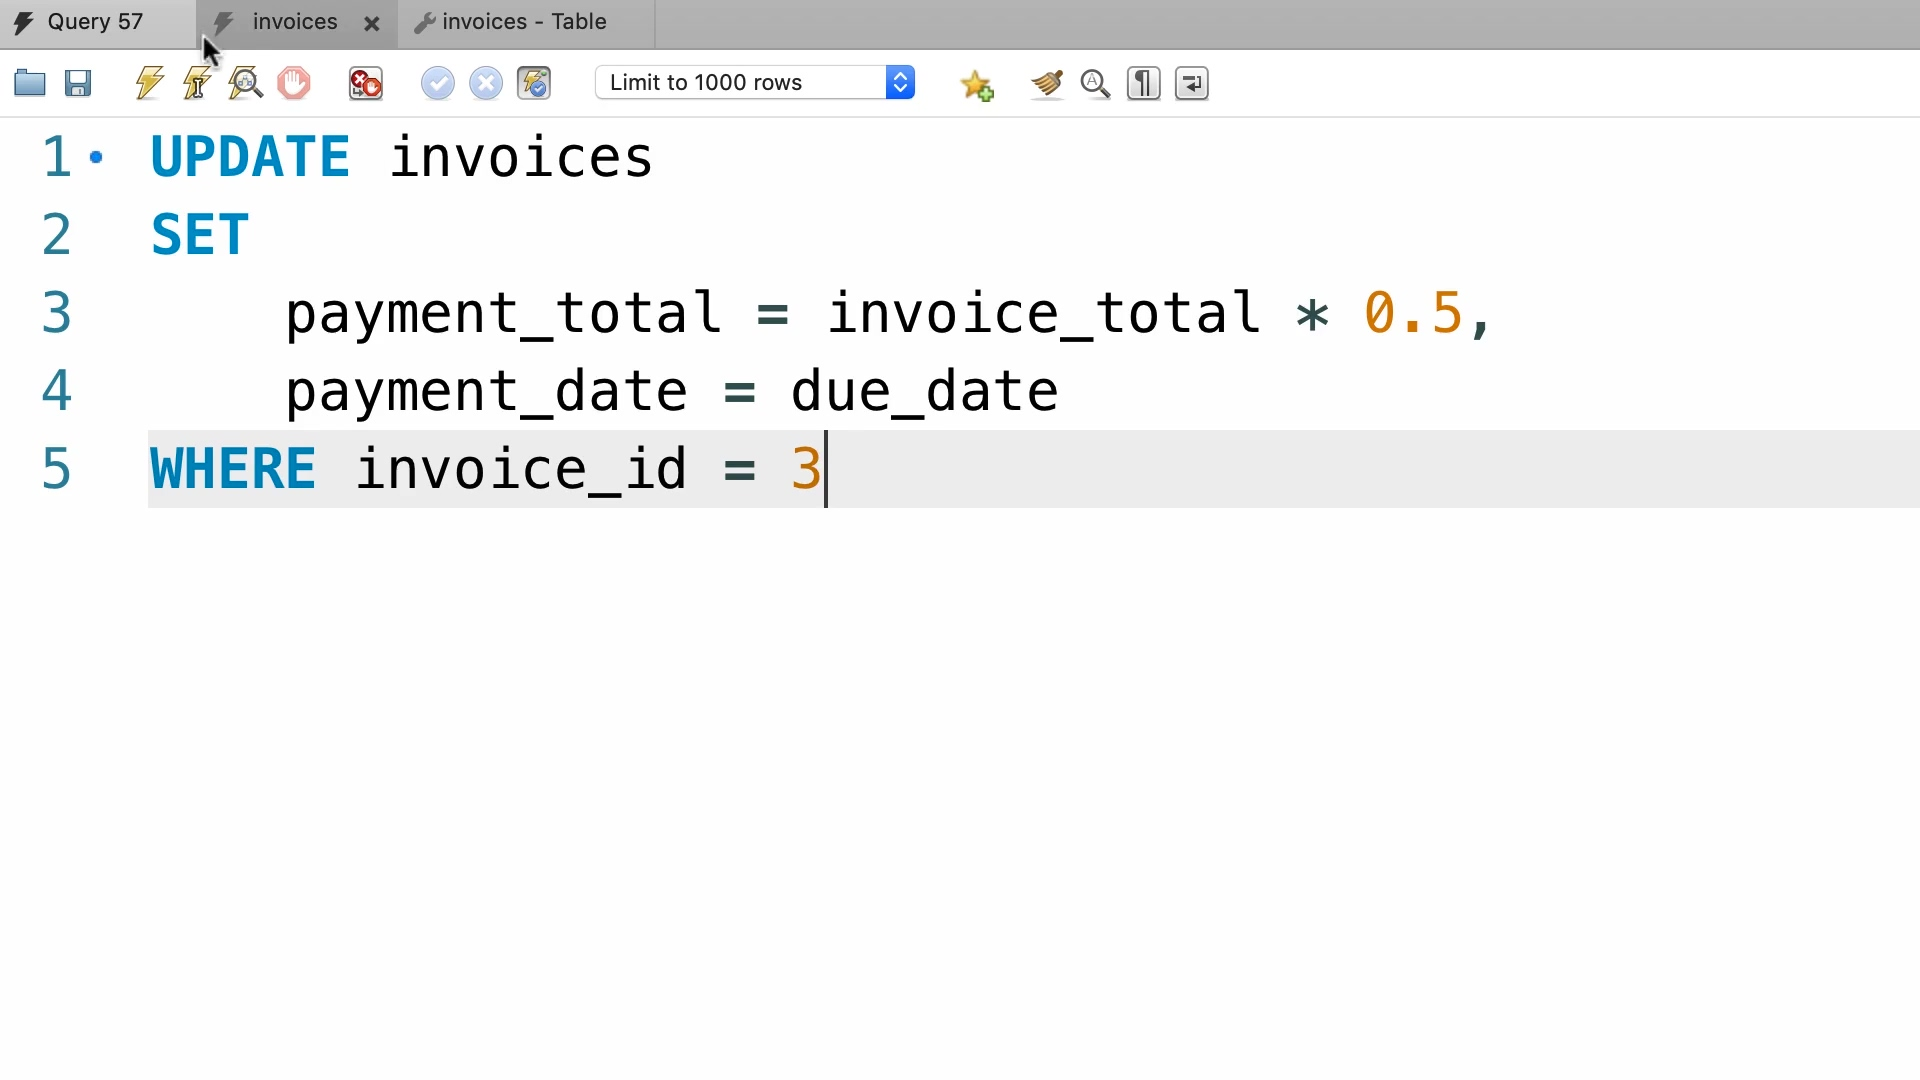 Query 57 invoices invoices - Table
Limit to 1000 rows
1 UPDATE invoices
2 SET
3 payment_total = invoice_total * 0.5,
4 payment_date = due_date
5 WHERE invoice_id = 3